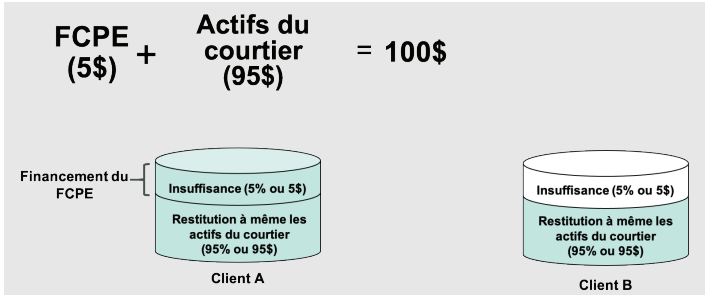 FCPE
(5$)
+
Actifs du
courtier
(95$)
= 100$
Financement du
FCPE
Insuffisance (5% ou 5$)
Restitution à même les
actifs du courtier
(95% ou 95$)
Client A
Insuffisance (5% ou 5$)
Restitution à même les
actifs du courtier
(95% ou 95$)
Client B